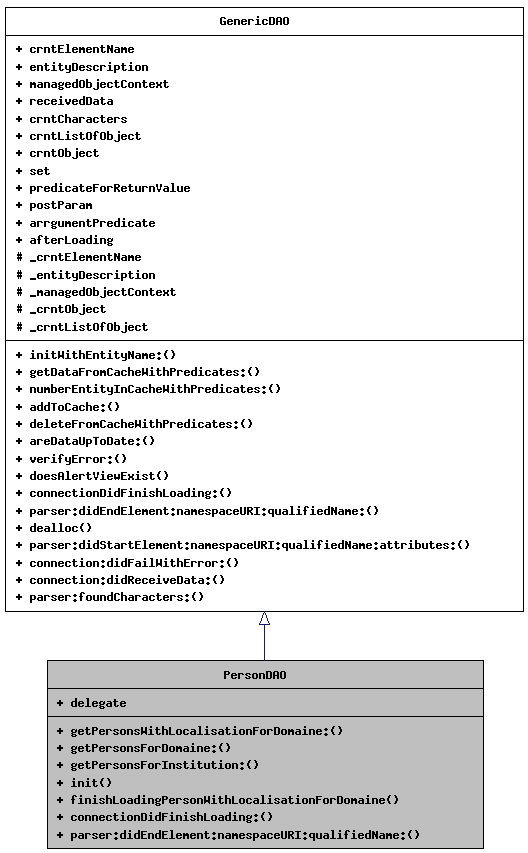 GenericDAO
+ crntElementName
+ entityDescription
+ managedObjectContext
+ receivedData
+ crntCharacters
+ crntListOfObject
+ crntObject
+ set
+ predicateForReturnValue
+ postParam
+ arrgumentPredicate
+ afterLoading
# _crntElementName
# _entityDescription
# _managedObjectContext
# _crntObject
# _crntListOfObject
+ initWithEntityName:()
+ getDataFromCacheWithPredicates:()
+ numberEntityInCacheWithPredicates:()
+ addToCache:()
+ deleteFromCacheWithPredicates:()
+ areDataUpToDate:()
+ verifyError:()
+ doesAlertViewExist()
+ connectionDidFinishLoading:()
+ parser:didEndElement:namespaceURI:qualifiedName:()
+ dealloc()
+ parser:didStartElement:namespaceURI:qualifiedName:attributes:()
+ connection:didFailWithError:()
+ connection:didReceiveData:()
+ parser:foundCharacters:()
PersonDAO
+ delegate
+ getPersonsWithLocalisationForDomaine:()
+ getPersonsForDomaine:()
+ getPersonsForInstitution:()
+ init()
+ finishLoadingPersonWithLocalisationForDomaine()
+ connectionDidFinishLoading:()
+ parser:didEndElement:namespaceURI:qualifiedName:()